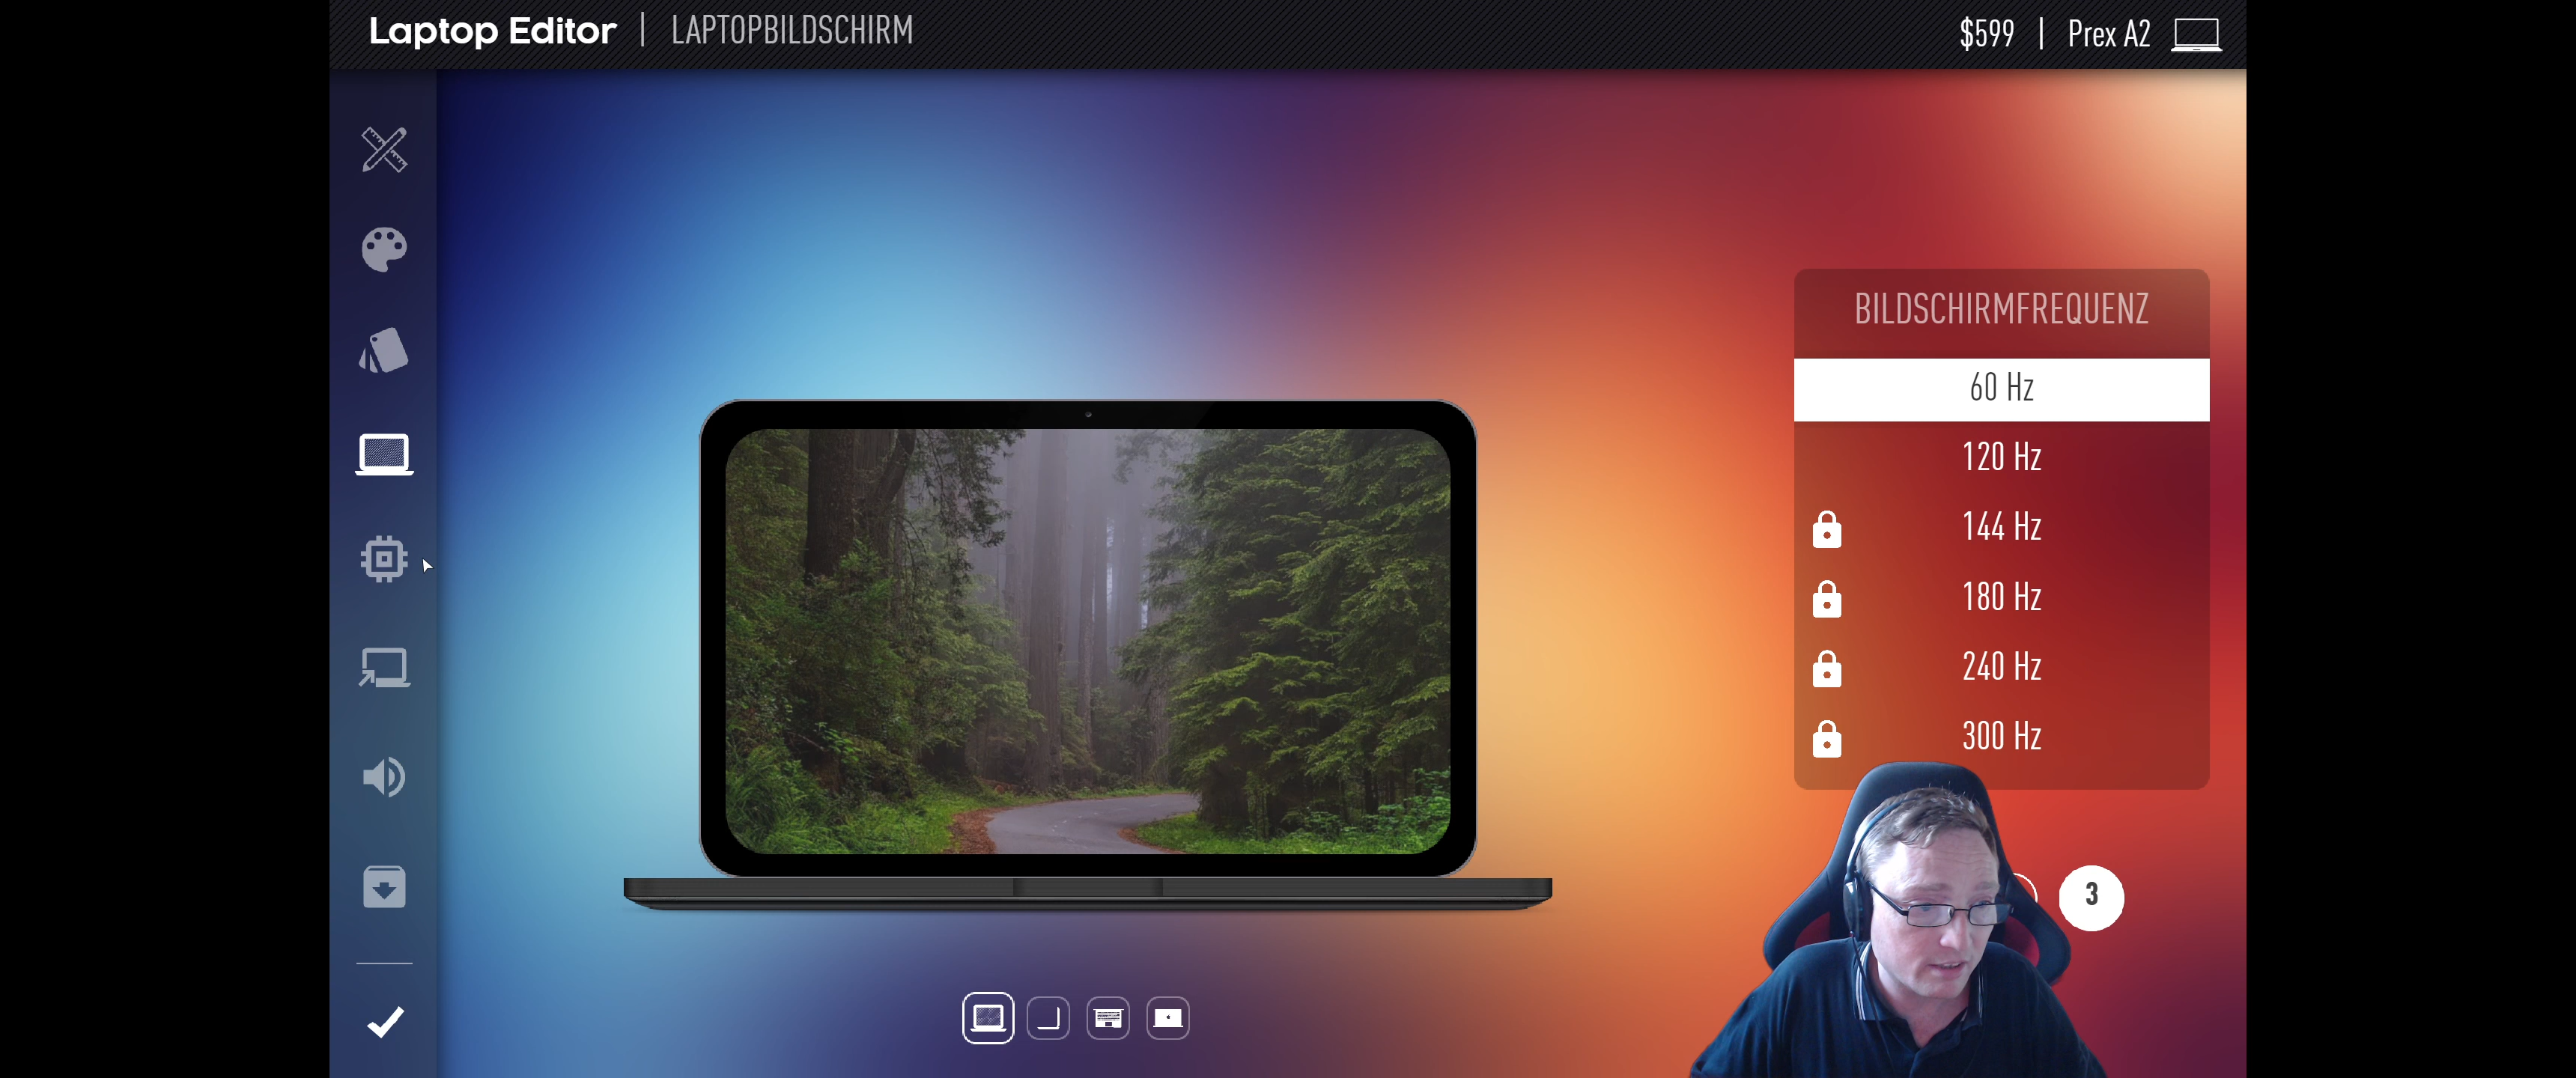 Laptop Editor | LAPTOPBILDSCHIRM
$599 | Prex A2
BILDSCHIRMFREQUENZ
60 Hz
120 Hz
144 Hz
180 Hz
240 Hz
300 Hz
3